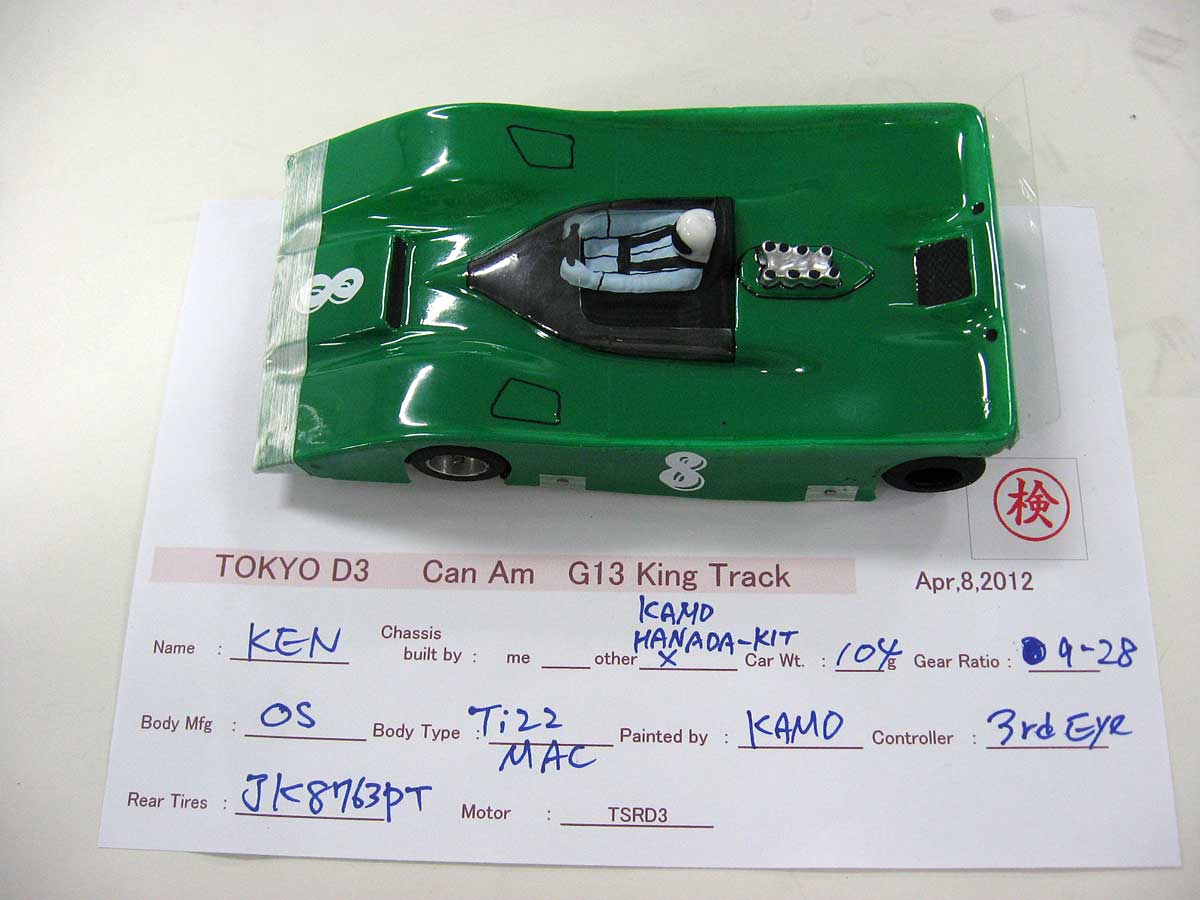 8
8
検
TOKYO D3 Can Am G13 King Track Apr,8,2012
KAMO
HANADA-KIT
Name : KEN Chassis built by : me other X Car Wt. : 104 g Gear Ratio : 9-28
Body Mfg : OS Body Type : Ti22 Painted by : KAMO Controller : 3rd EYE
MAC
Rear Tires : JK8763PT Motor : TSRD3